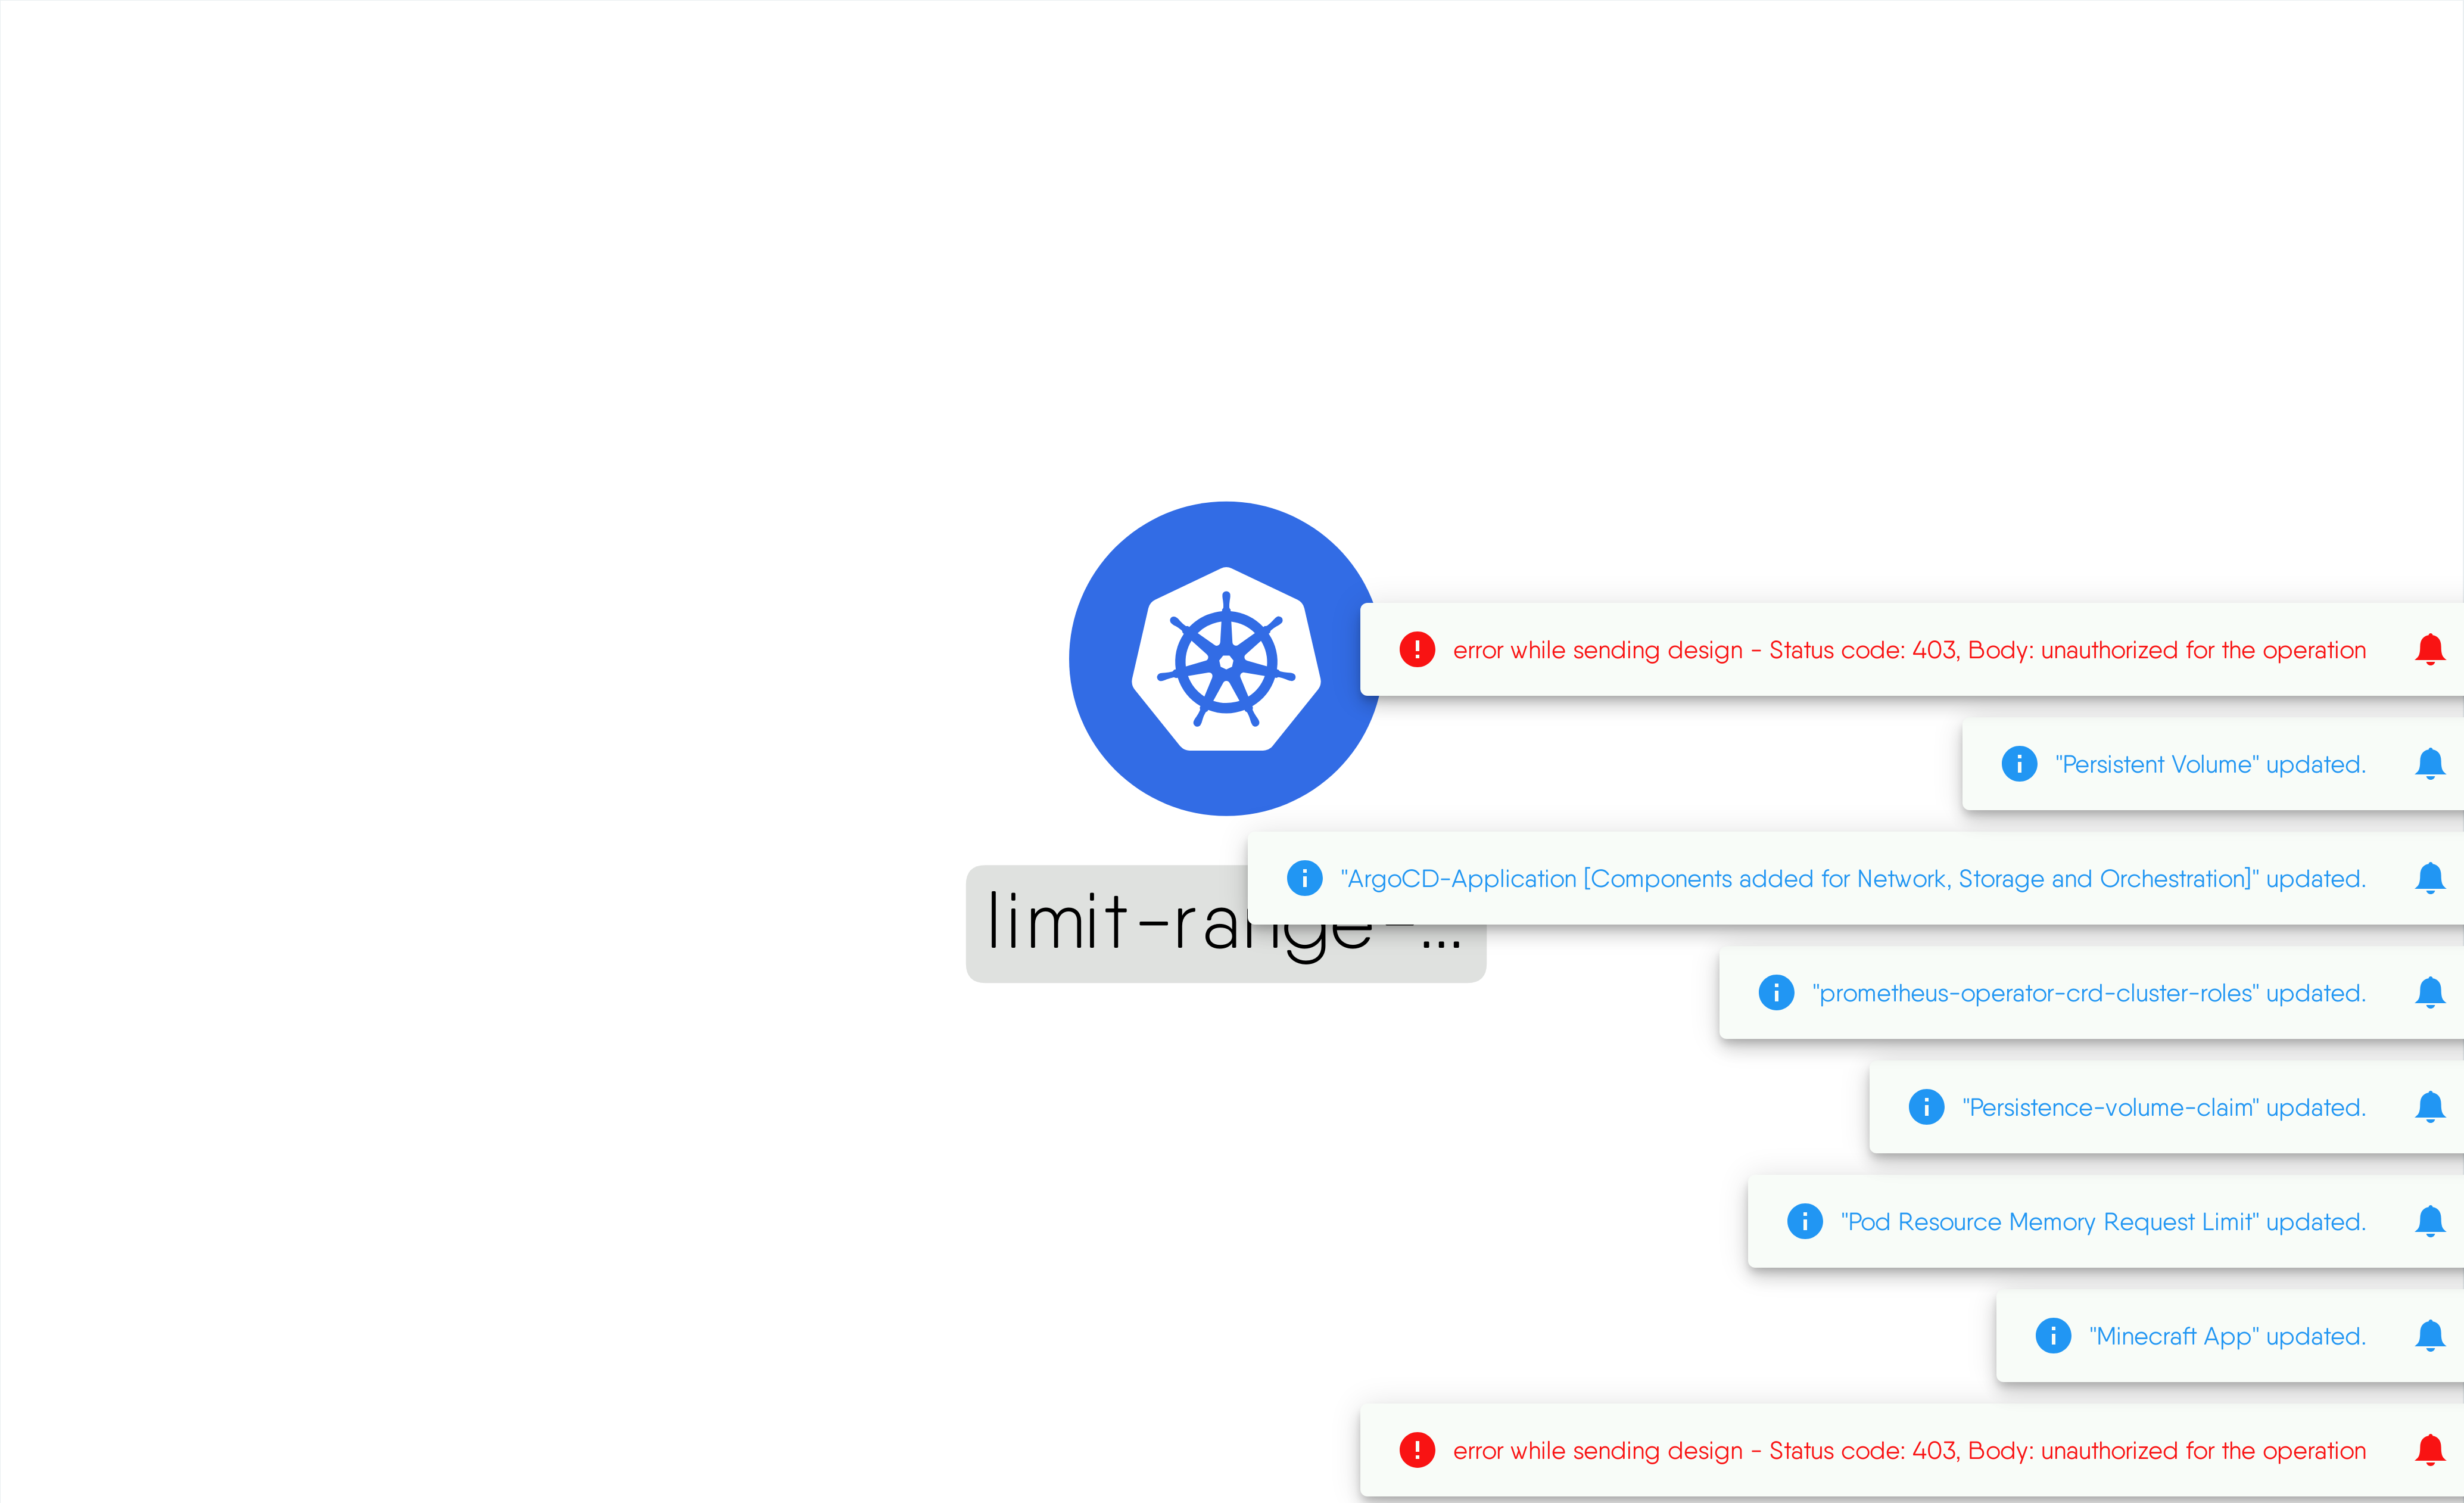 error while sending design - Status code: 403, Body: unauthorized for the operation
"Persistent Volume" updated.
"ArgoCD-Application [Components added for Network, Storage and Orchestration]" updated.
limit-range-...
"prometheus-operator-crd-cluster-roles" updated.
"Persistence-volume-claim" updated.
"Pod Resource Memory Request Limit" updated.
"Minecraft App" updated.
error while sending design - Status code: 403, Body: unauthorized for the operation